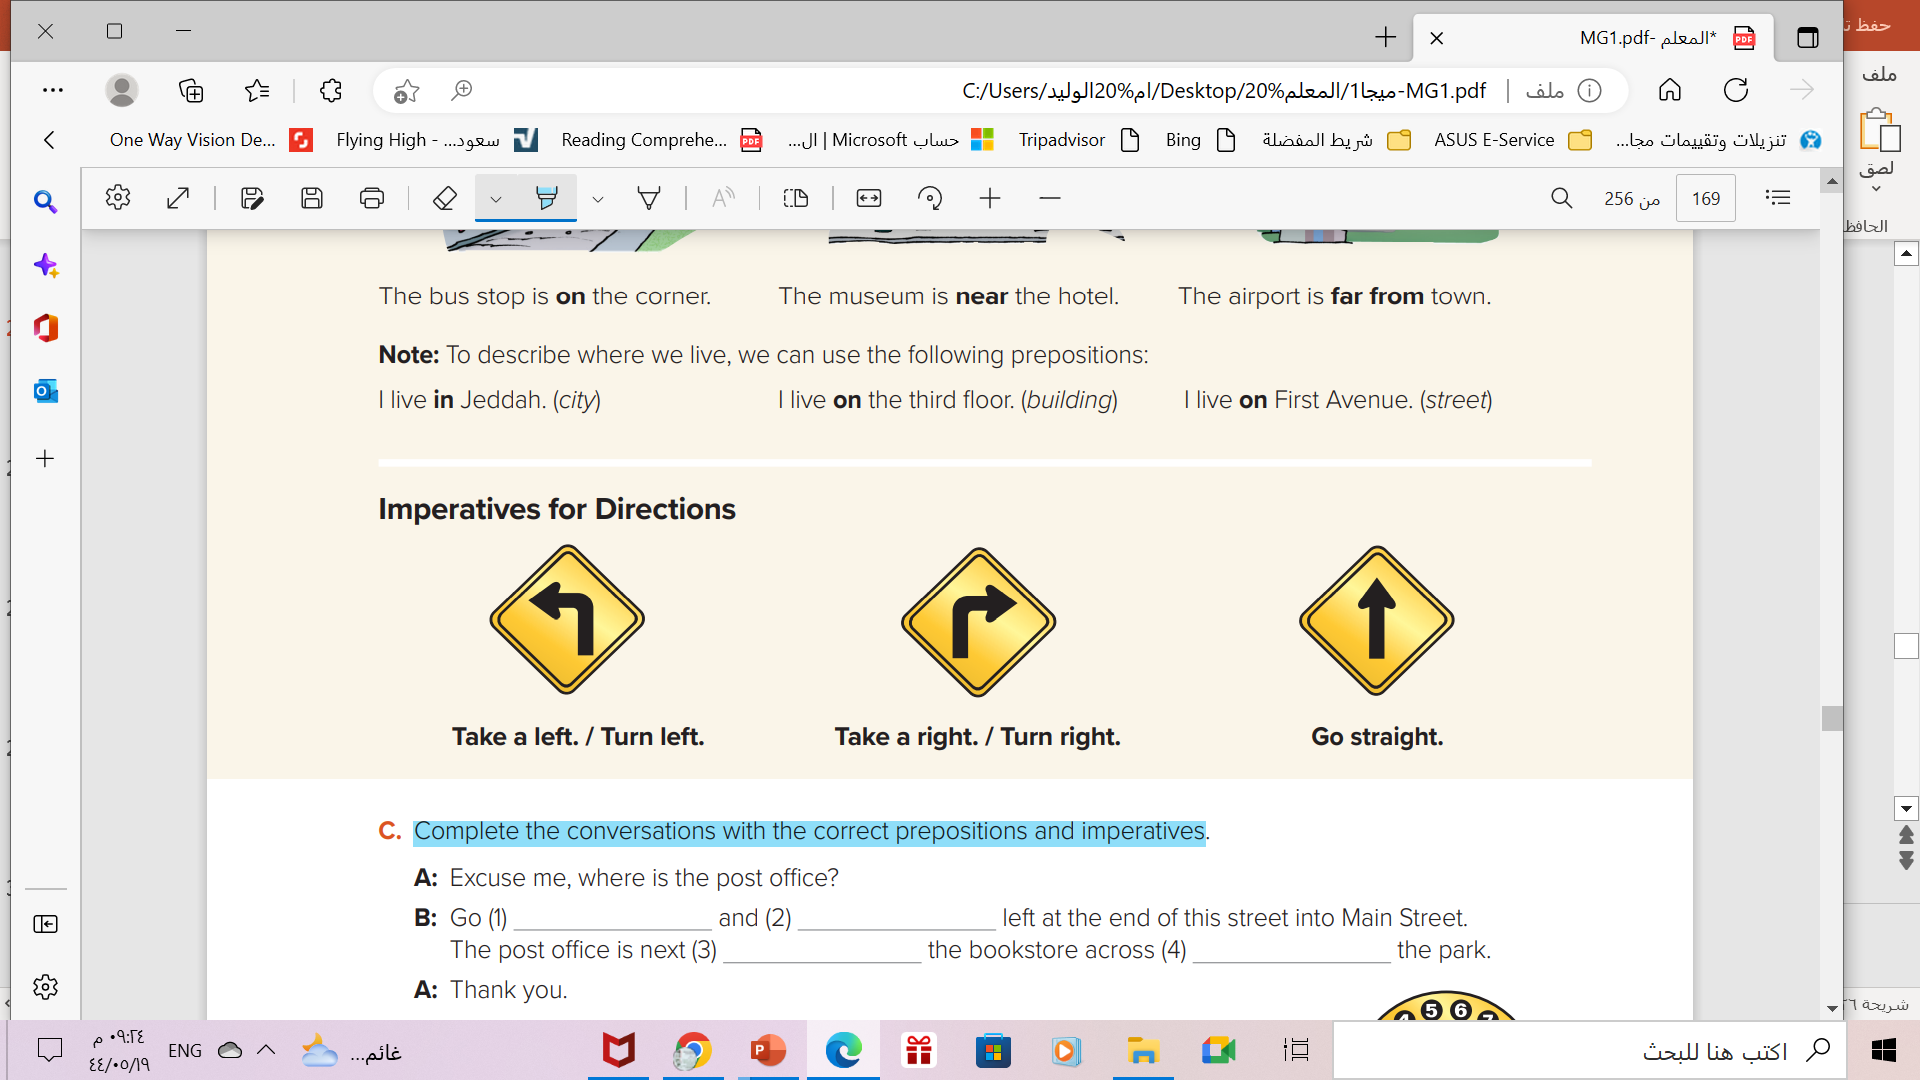 حفظ
*المعلم -MG1.pdf
ملف
C:/Users/ام%20الوليد/Desktop/20%المعلم/ميجا1-MG1.pdf
ملف
One Way Vision De...
Flying High - سعود...
Reading Comprehe...
حساب Microsoft | ال...
Tripadvisor
Bing
شريط المفضلة
ASUS E-Service
تنزيلات وتقييمات مجا...
لصق
169
من 256
الحافظ
The bus stop is on the corner.
The museum is near the hotel.
The airport is far from town.
Note: To describe where we live, we can use the following prepositions:
I live in Jeddah. (city)
I live on the third floor. (building)
I live on First Avenue. (street)
Imperatives for Directions
Take a left. / Turn left.
Take a right. / Turn right.
Go straight.
C. Complete the conversations with the correct prepositions and imperatives.
A: Excuse me, where is the post office?
B: Go (1) ______________ and (2) ______________ left at the end of this street into Main Street.
The post office is next (3) ______________ the bookstore across (4) ______________ the park.
A: Thank you.
5 6
شريحة ٢٦
٠٩:٢٤ م
٤٤/٠٥/١٩
ENG
غائم...
اكتب هنا للبحث